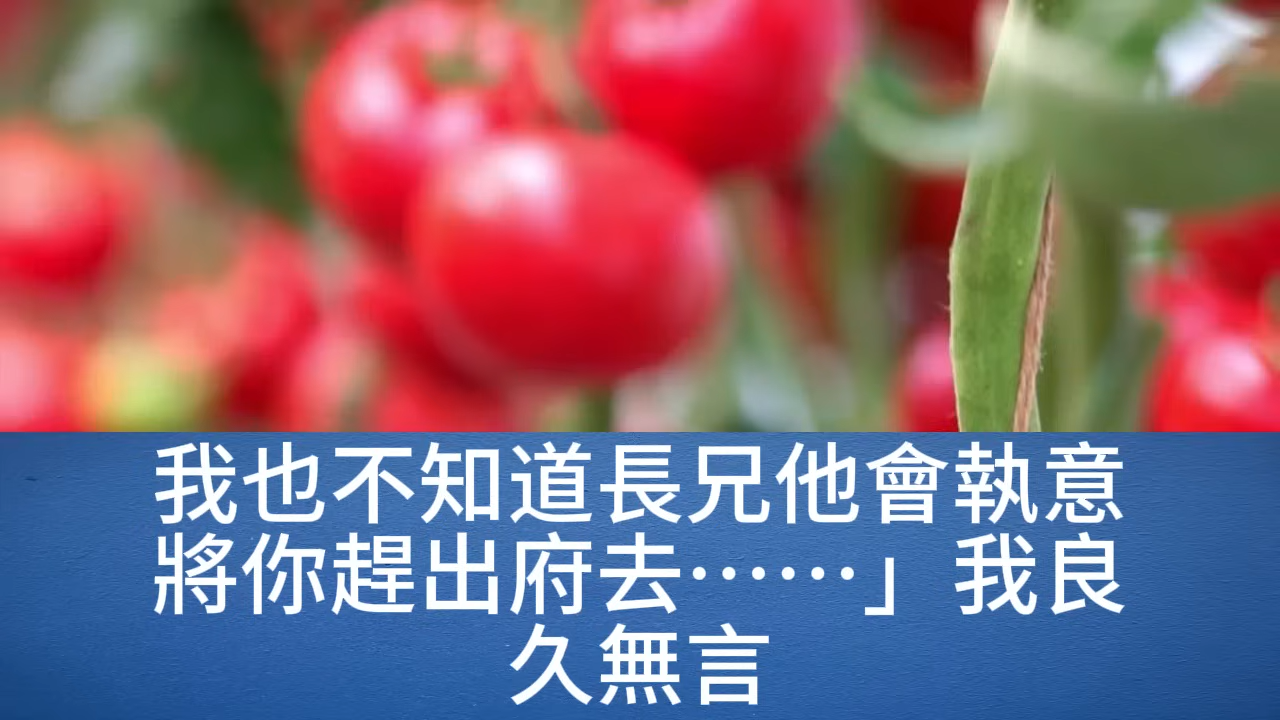 我也不知道長兄他會執意
將你趕出府去……」我良
久無言